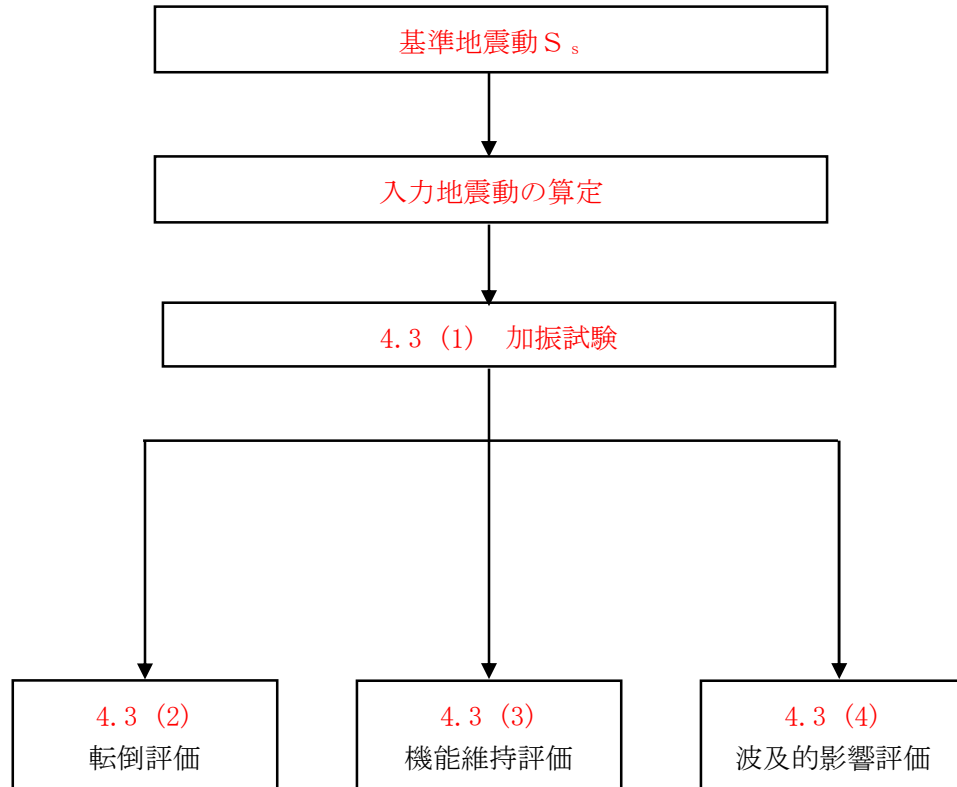 基準地震動Ｓｓ
入力地震動の算定
4.3 (1)　加振試験
4.3 (2)
転倒評価
4.3 (3)
機能維持評価
4.3 (4)
波及的影響評価